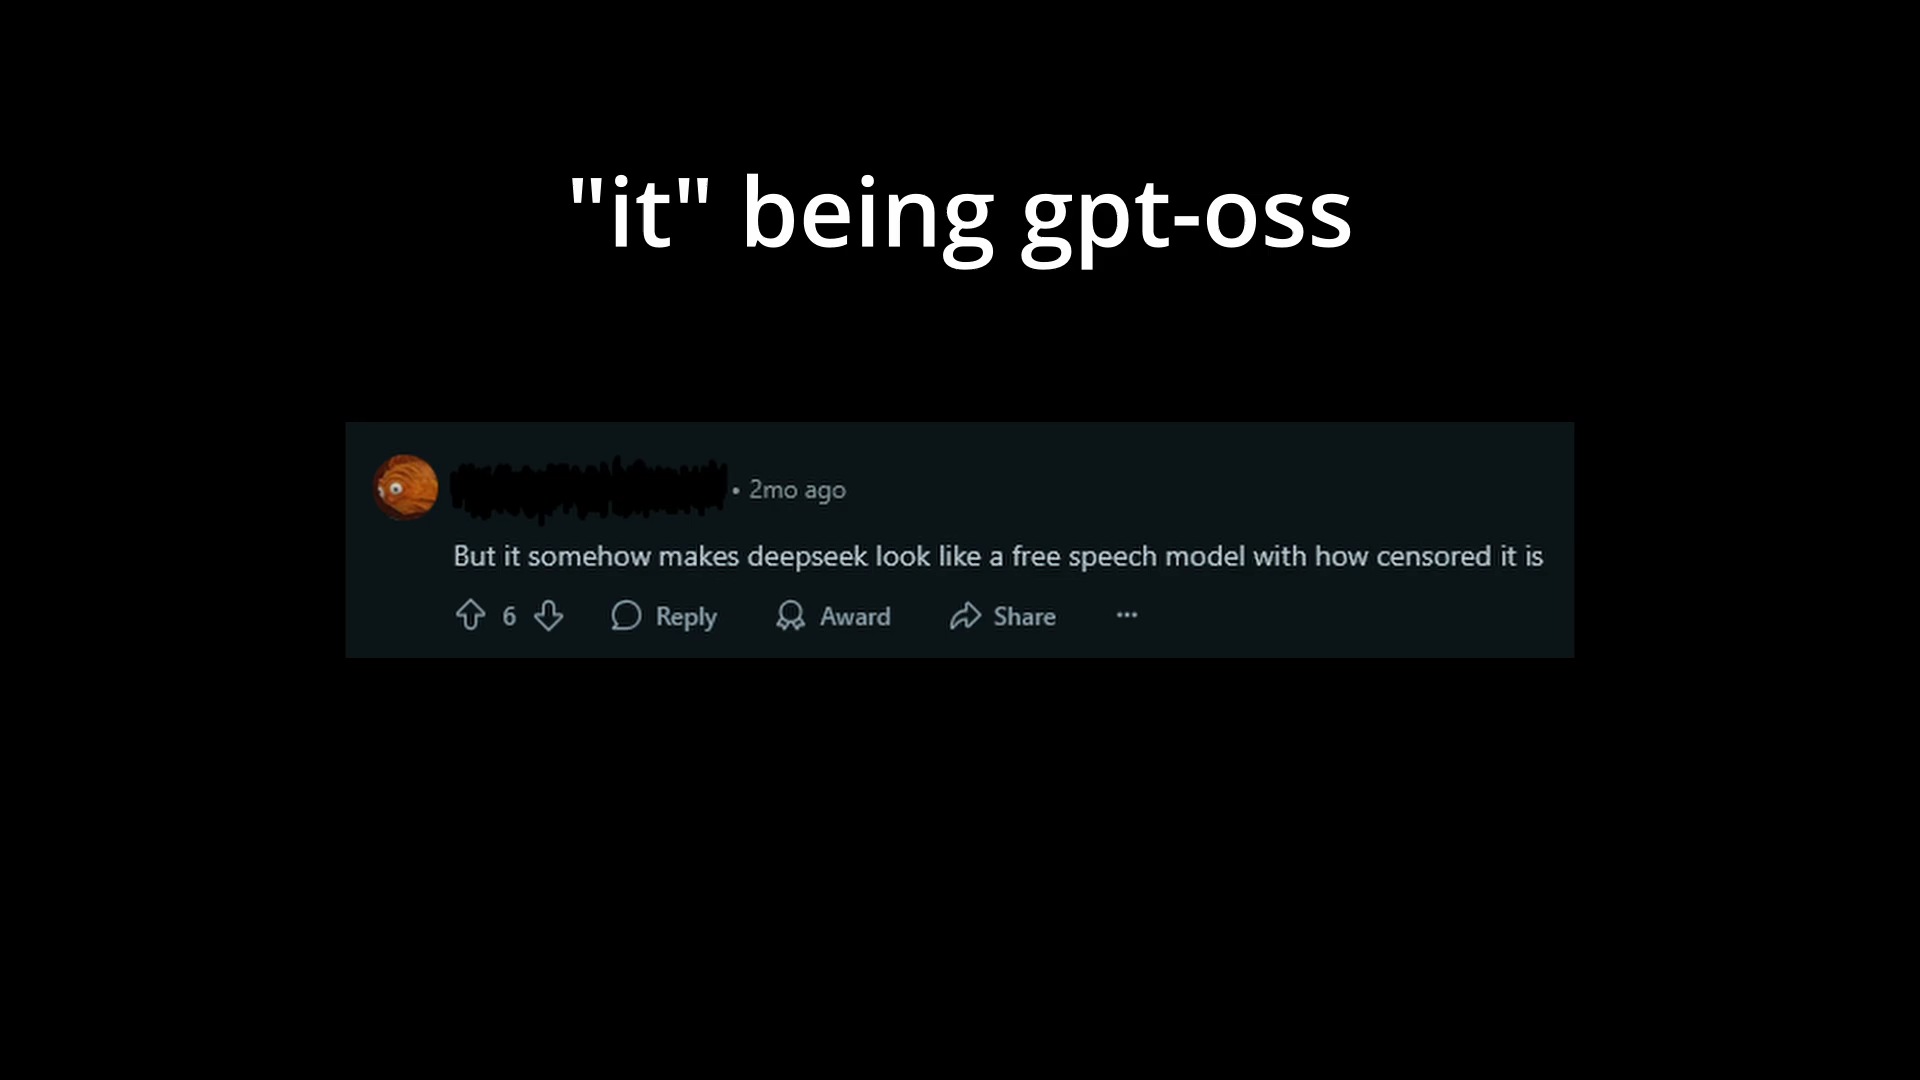 "it" being gpt-oss
• 2mo ago
But it somehow makes deepseek look like a free speech model with how censored it is
6 Reply Award Share ...